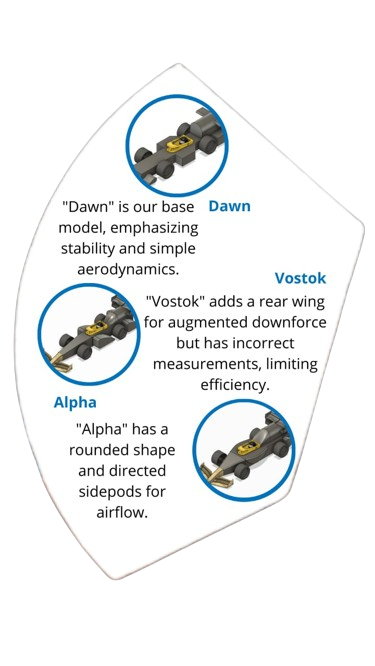 "Dawn" is our base
model, emphasizing
stability and simple
aerodynamics.
Dawn
Vostok
"Vostok" adds a rear wing
for augmented downforce
but has incorrect
measurements, limiting
efficiency.
Alpha
"Alpha" has a
rounded shape
and directed
sidepods for
airflow.